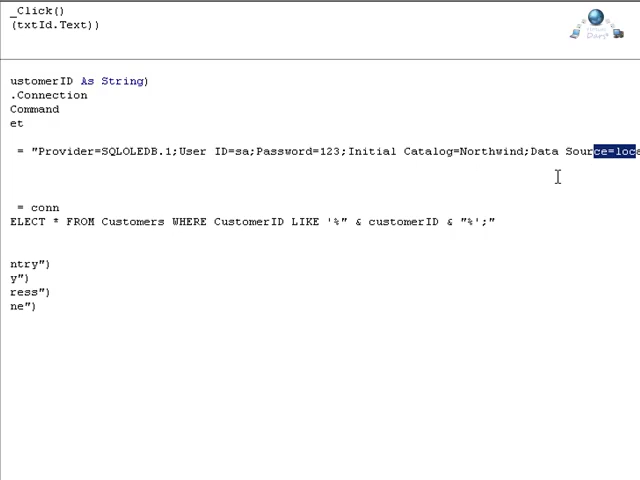 _Click()
(txtId.Text))
ustomerID As String)
.Connection
Command
et
= "Provider=SQLOLEDB.1;User ID=sa;Password=123;Initial Catalog=Northwind;Data Source=loc
= conn
ELECT * FROM Customers WHERE CustomerID LIKE '%" & customerID & "%';"
ntry")
y")
ress")
ne")